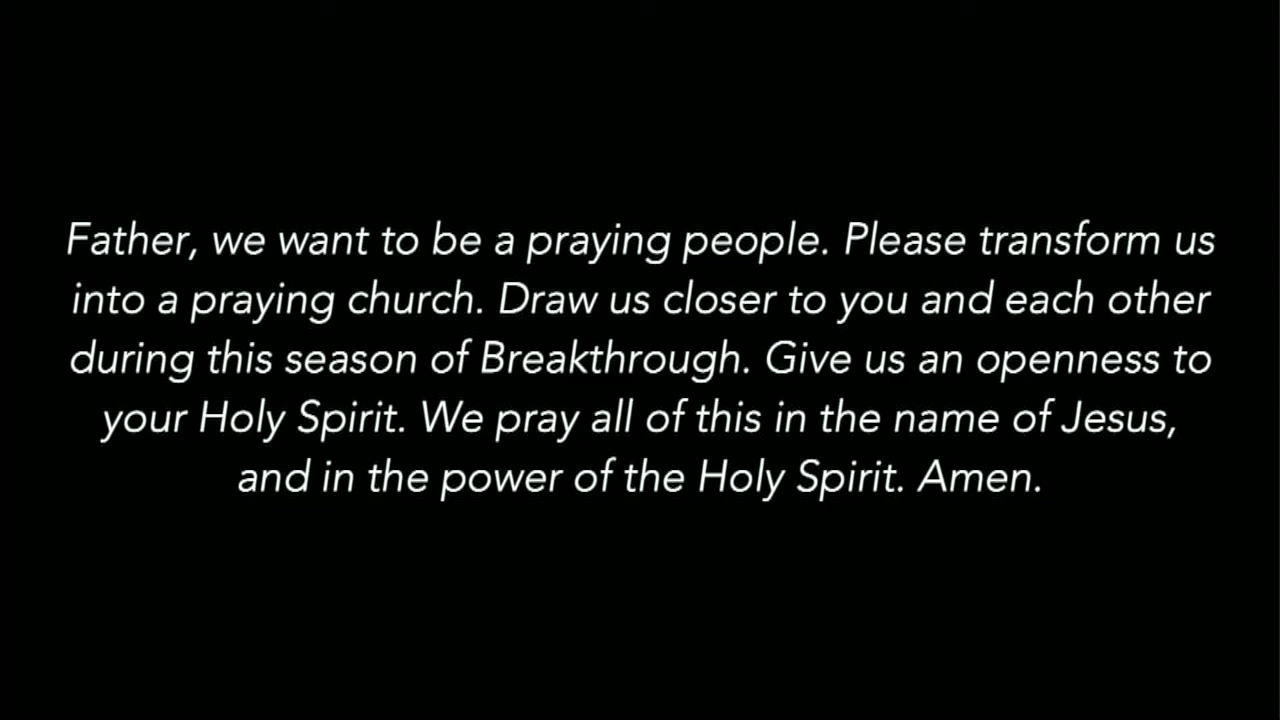 Father, we want to be a praying people. Please transform us
into a praying church. Draw us closer to you and each other
during this season of Breakthrough. Give us an openness to
your Holy Spirit. We pray all of this in the name of Jesus,
and in the power of the Holy Spirit. Amen.